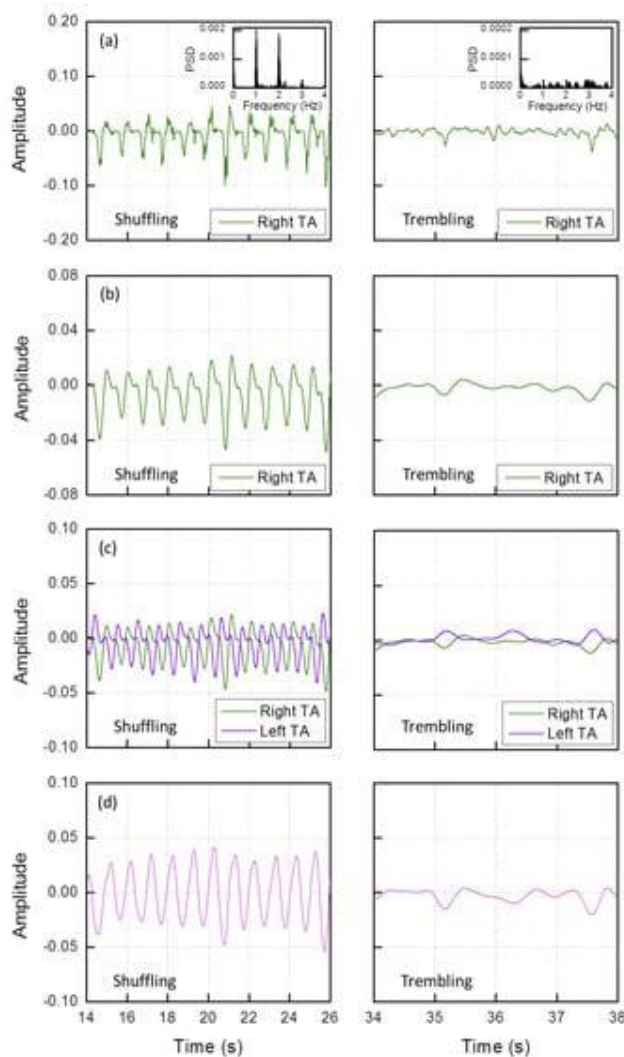 (a)
0.20
0.10
0.00
-0.10
-0.20
Amplitude
PSD
0.002
0.001
0.000
0 1 2 3 4
Frequency (Hz)
Shuffling
Right TA
PSD
0.0002
0.0001
0.0000
0 1 2 3 4
Frequency (Hz)
Trembling
Right TA
(b)
0.08
0.04
0.00
-0.04
-0.08
Amplitude
Shuffling
Right TA
Trembling
Right TA
(c)
0.10
0.05
0.00
-0.05
-0.10
Amplitude
Shuffling
Right TA
Left TA
Trembling
Right TA
Left TA
(d)
0.10
0.05
0.00
-0.05
-0.10
Amplitude
Shuffling
14 16 18 20 22 24 26
Time (s)
Trembling
34 35 36 37 38
Time (s)